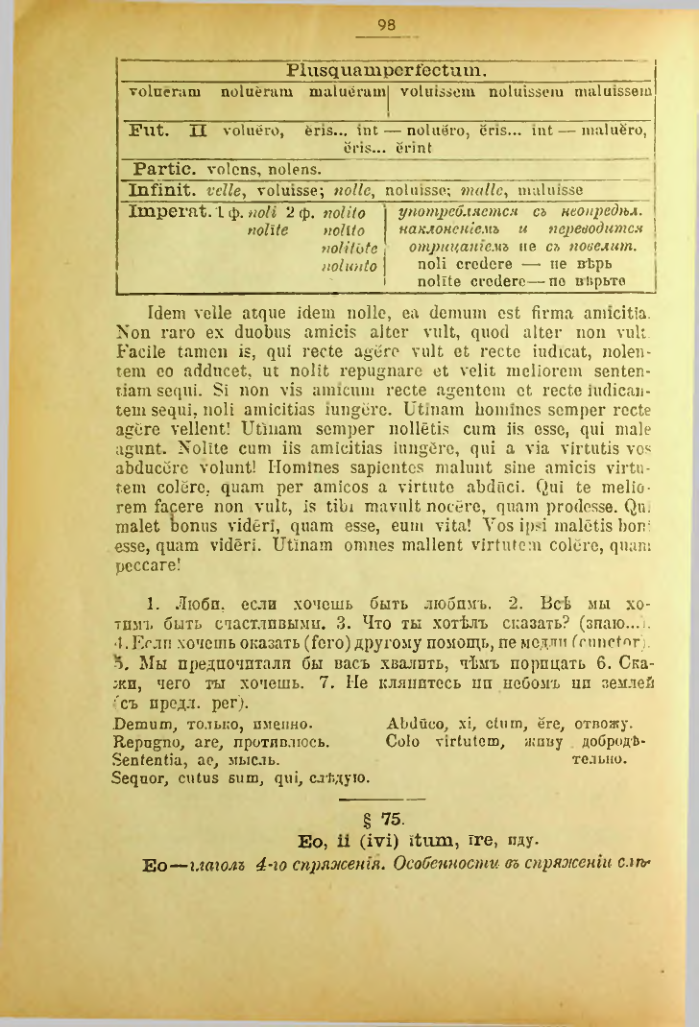 98
Plusquamperfectum.
voluĕram noluĕram maluĕram voluissem noluissem maluissem
Fut. II voluĕro, ĕris... int — noluĕro, ĕris... int — maluĕro,
ĕris... ĕrint
Partic. volens, nolens.
Infinit. velle, voluisse; nolle, noluisse; malle, maluisse
Imperat. 1 ф. noli 2 ф. nolito употребляется съ неопредѣл.
nolite nolito наклоненіемъ и переводится
nolitote отрицаніемъ не съ повелит.
nolunto noli credere — не вѣрь
nolite credere — не вѣрьте
Idem velle atque idem nolle, ea demum est firma amicitia.
Non raro ex duobus amicis alter vult, quod alter non vult.
Facile tamen is, qui recte agĕre vult et recte iudicat, nolen-
tem eo adducet, ut nolit repugnare et velit meliorem senten-
tiam sequi. Si non vis amicum recte agentem et recte iudican-
tem sequi, noli amicitias iungĕre. Utĭnam homĭnes semper recte
agĕre vellent! Utĭnam semper nollētis cum iis esse, qui male
agunt. Nolite cum iis amicitias iungĕre, qui a via virtutis vos
abducĕre volunt! Homĭnes sapientes malunt sine amicis virtu-
tem colĕre, quam per amicos a virtute abdūci. Qui te melio-
rem facere non vult, is tibi mavult nocēre, quam prodesse. Qui
malet bonus vidēri, quam esse, eum vita! Vos ipsi malētis boni
esse, quam vidēri. Utĭnam omnes mallent virtutem colĕre, quam
peccare!
1. Люби, если хочешь быть любимъ. 2. Всѣ мы хо-
тимъ быть счастливыми. 3. Что ты хотѣлъ сказать? (знаю...).
4. Если хочешь оказать (fero) другому помощь, не медли (cunctor).
5. Мы предпочитали бы васъ хвалить, чѣмъ порицать 6. Ска-
жи, чего ты хочешь. 7. Не клянитесь ни небомъ ни землей
(съ предл. per).
Demum, только, именно. Abdūco, xi, ctum, ĕre, отвожу.
Repugno, are, противлюсь. Colo virtutem, живу добродѣ-
Sententia, ae, мысль. тельно.
Sequor, cutus sum, qui, слѣдую.
§ 75.
Eo, ii (ivi) ĭtum, īre, иду.
Eo—глаголъ 4-го спряженія. Особенности въ спряженіи слѣ-